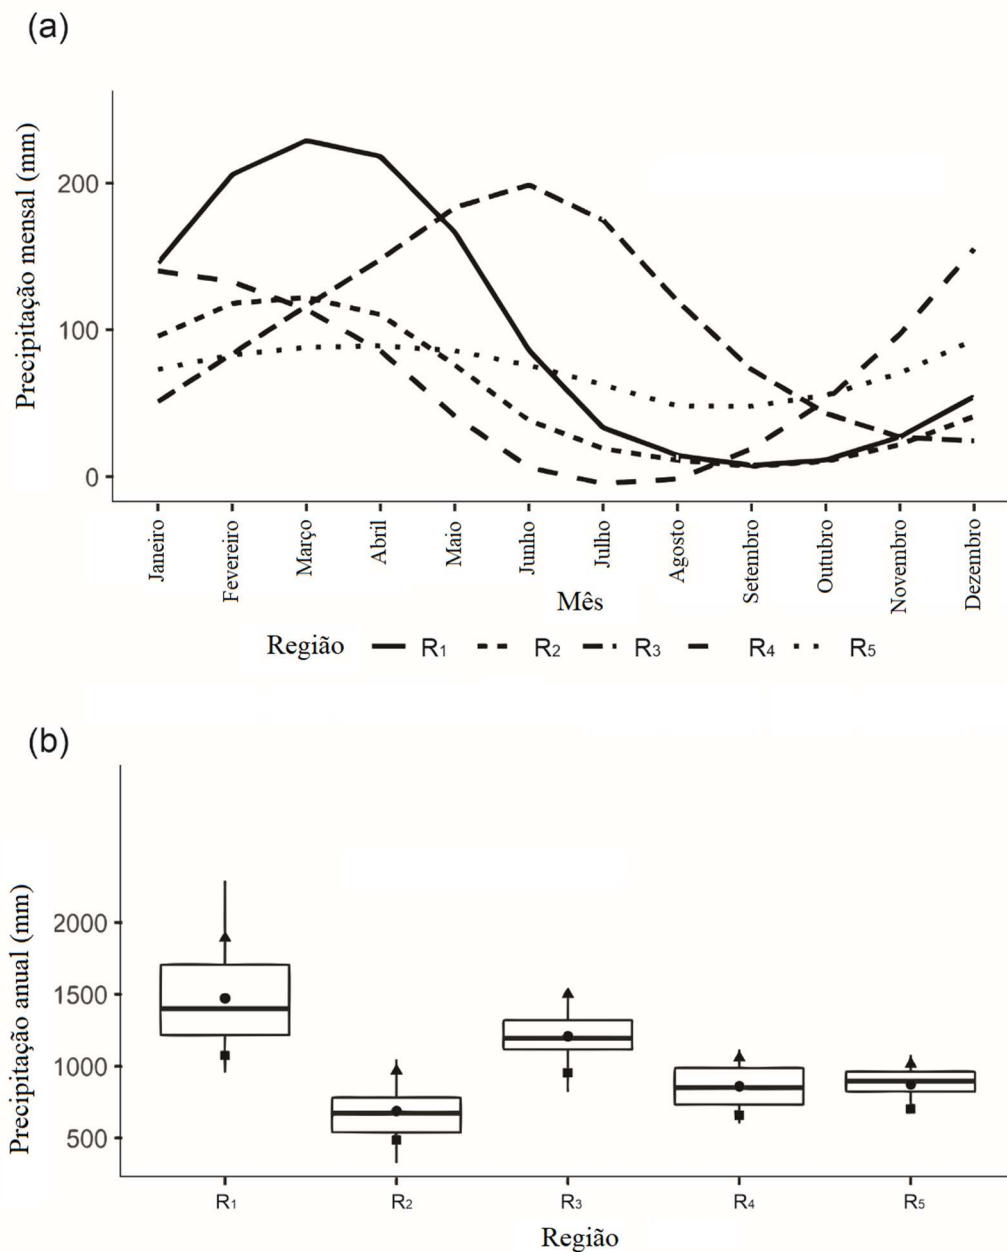 (a)
Precipitação mensal (mm)
200
100
0
Janeiro
Fevereiro
Março
Abril
Maio
Junho
Julho
Agosto
Setembro
Outubro
Novembro
Dezembro
Mês
Região R1 R2 R3 R4 R5
(b)
Precipitação anual (mm)
2000
1500
1000
500
R1 R2 R3 R4 R5
Região